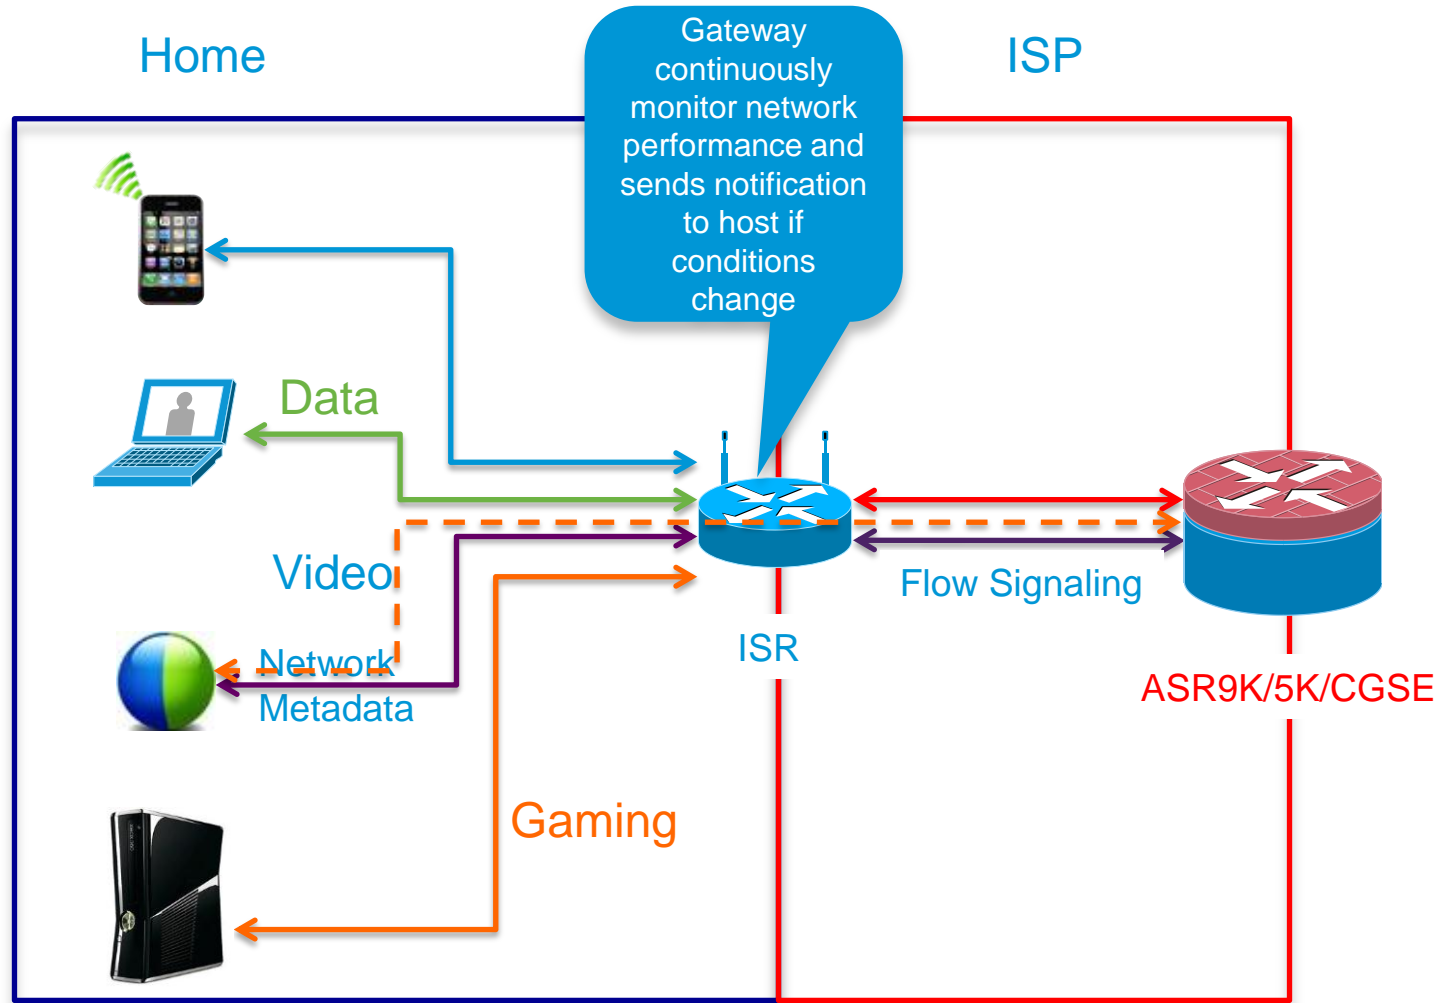 Home
Gateway
continuously
monitor network
performance and
sends notification
to host if
conditions
change
ISP
Data
Video
Network
Metadata
Flow Signaling
ISR
ASR9K/5K/CGSE
Gaming